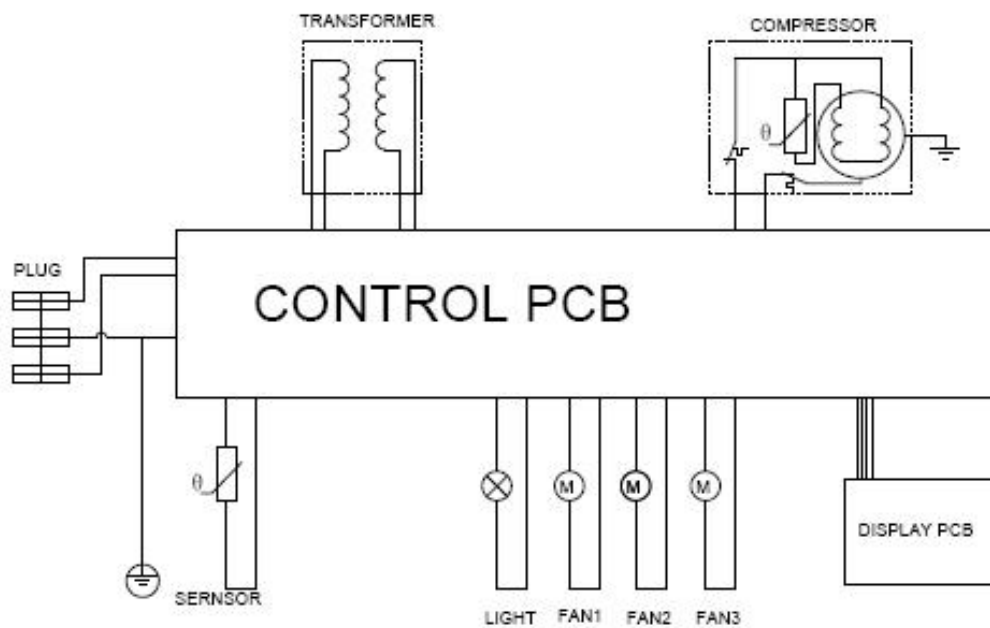 TRANSFORMER
COMPRESSOR
θ
PLUG
CONTROL PCB
θ
M
M
M
DISPLAY PCB
SERNSOR
LIGHT
FAN1
FAN2
FAN3